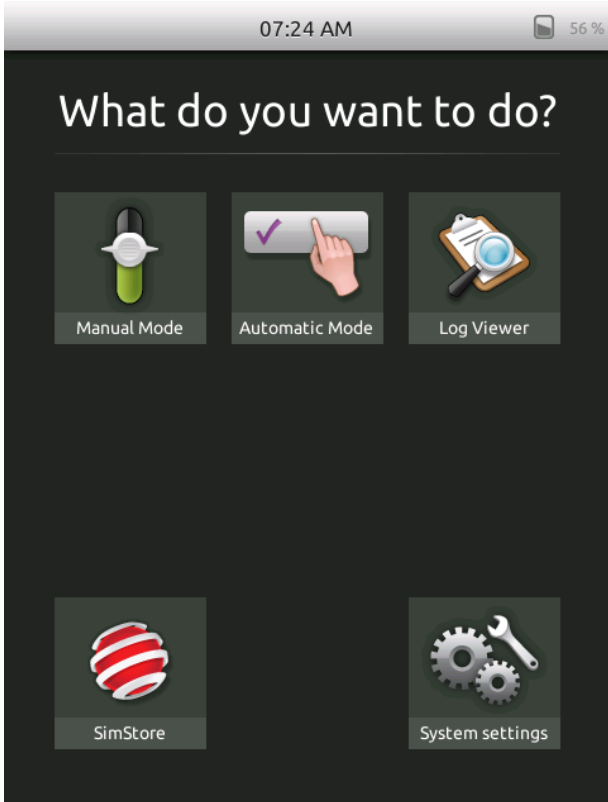 07:24 AM
56 %
What do you want to do?
Manual Mode
Automatic Mode
Log Viewer
SimStore
System settings